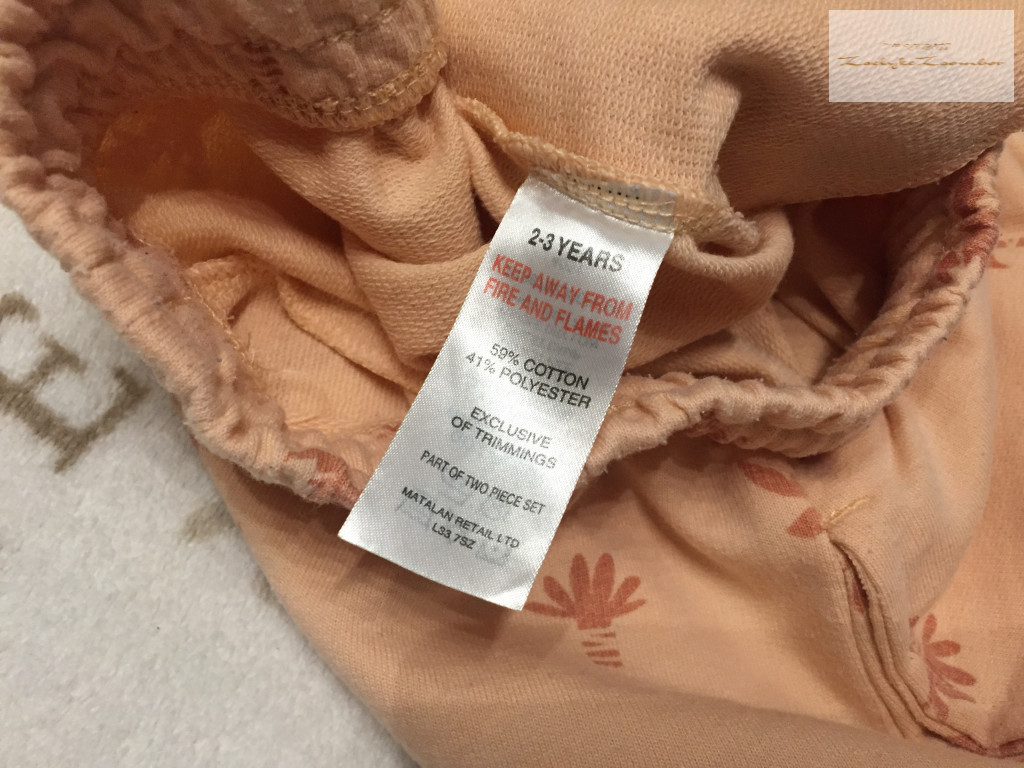 2-3 YEARS
KEEP AWAY FROM
FIRE AND FLAMES
59% COTTON
41% POLYESTER
EXCLUSIVE
OF TRIMMINGS
PART OF TWO PIECE SET
MATALAN RETAIL LTD
L33 7SZ